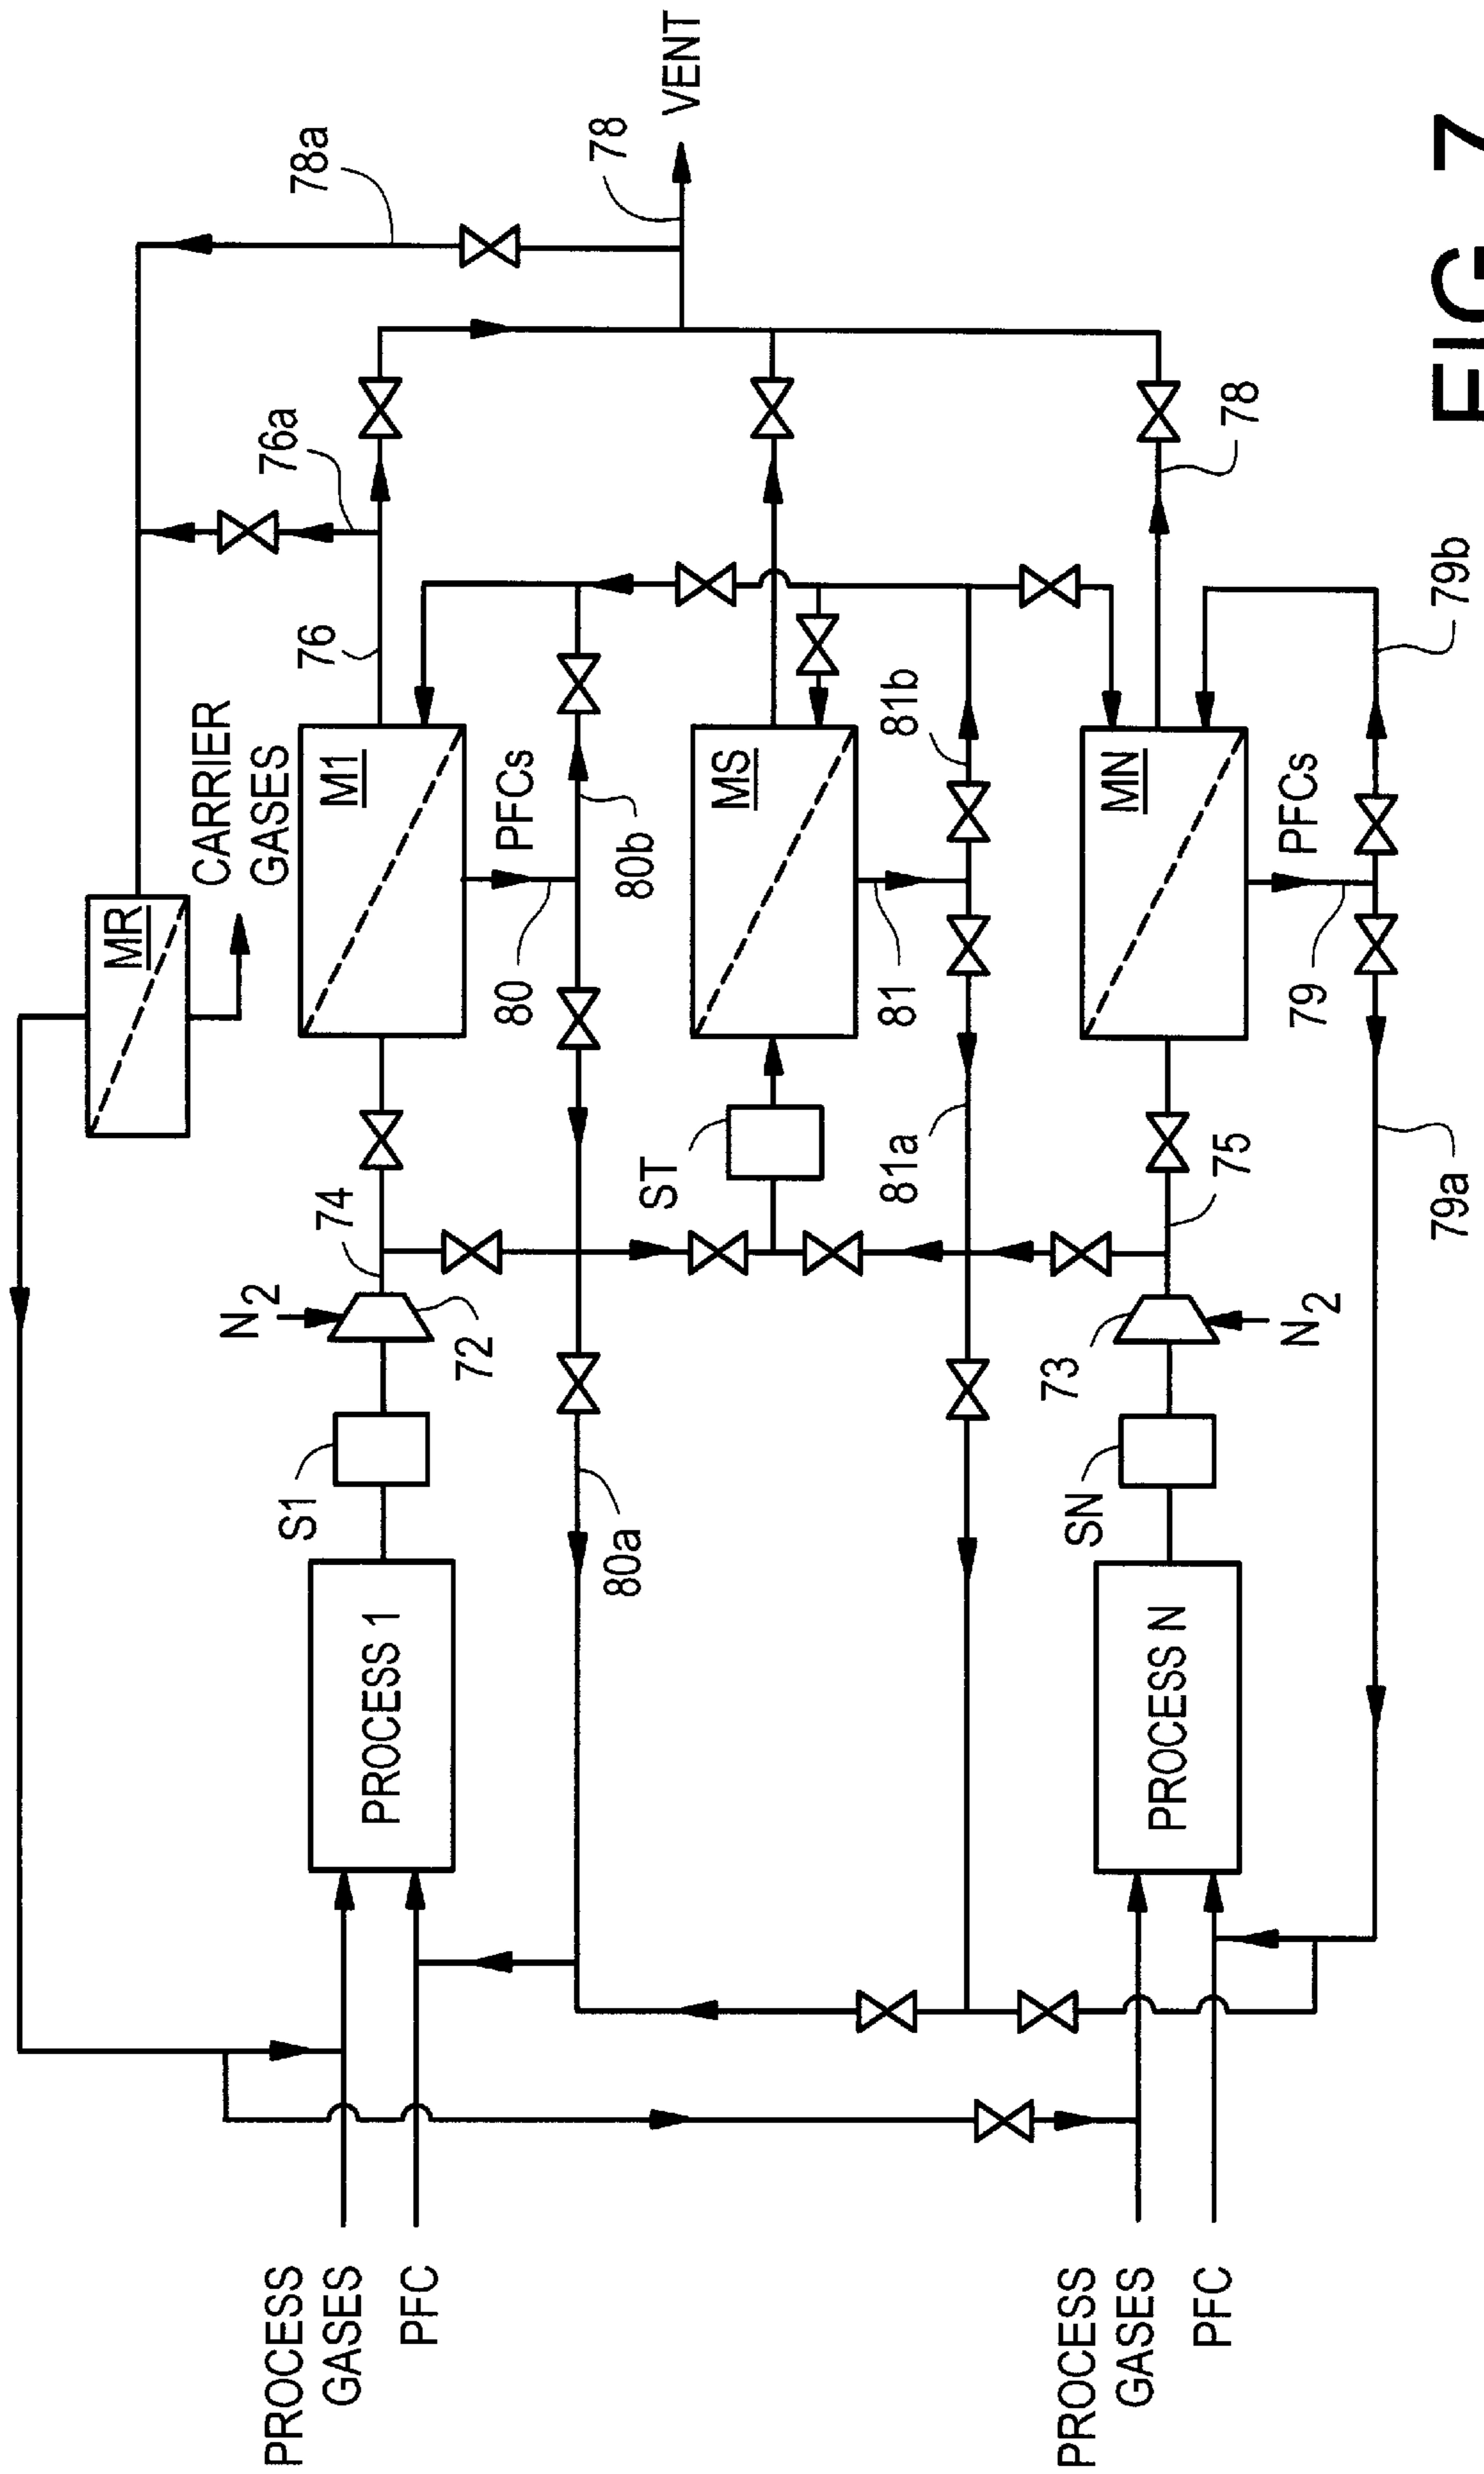 VENT
78
78a
76a
76
CARRIER
GASES
MR
M1
PFCs
80
80b
MS
81
81b
MN
PFCs
78
79
79b
79a
81a
75
ST
74
N2
72
S1
80a
73
N2
SN
PROCESS 1
PROCESS N
PROCESS
GASES
PFC
PROCESS
GASES
PFC
FIG. 7